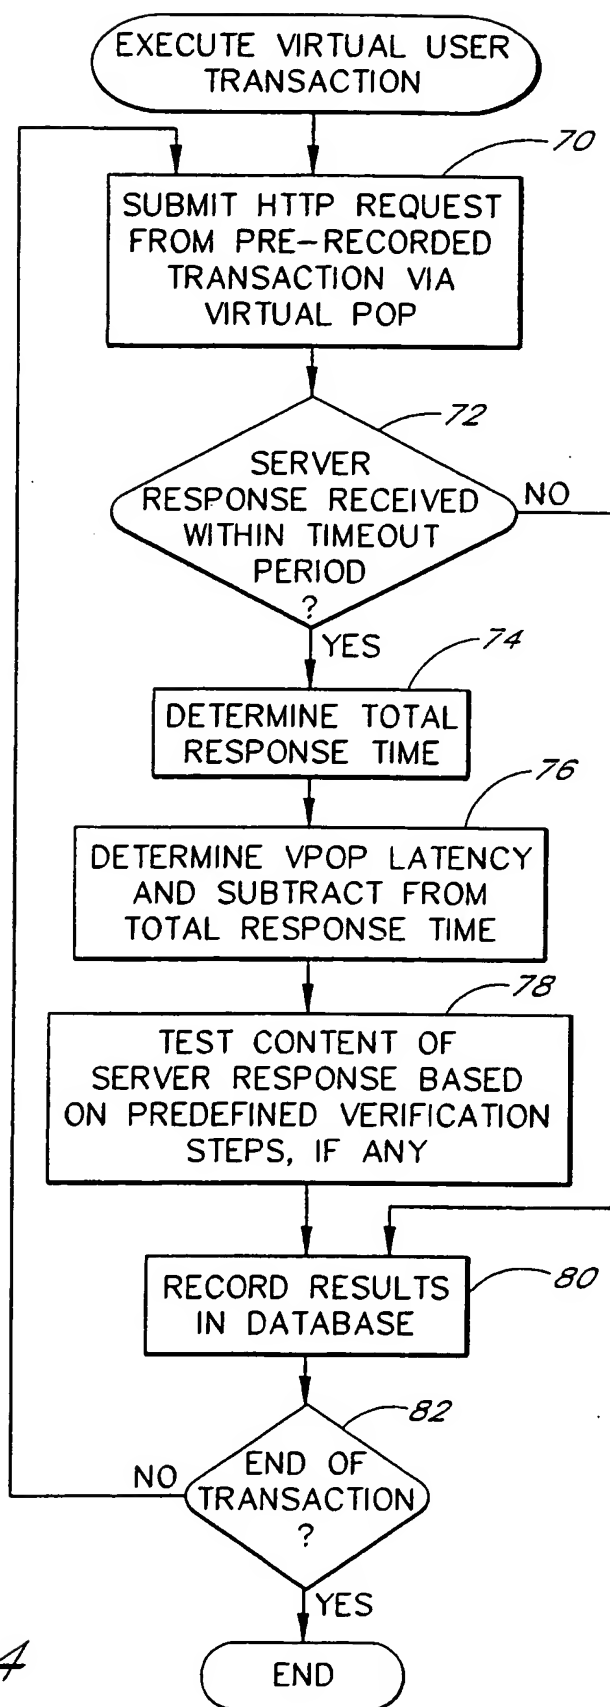 EXECUTE VIRTUAL USER
TRANSACTION
70
SUBMIT HTTP REQUEST
FROM PRE-RECORDED
TRANSACTION VIA
VIRTUAL POP
72
SERVER
RESPONSE RECEIVED
WITHIN TIMEOUT
PERIOD
?
NO
YES
74
DETERMINE TOTAL
RESPONSE TIME
76
DETERMINE VPOP LATENCY
AND SUBTRACT FROM
TOTAL RESPONSE TIME
78
TEST CONTENT OF
SERVER RESPONSE BASED
ON PREDEFINED VERIFICATION
STEPS, IF ANY
80
RECORD RESULTS
IN DATABASE
82
END OF
TRANSACTION
?
NO
YES
4
END